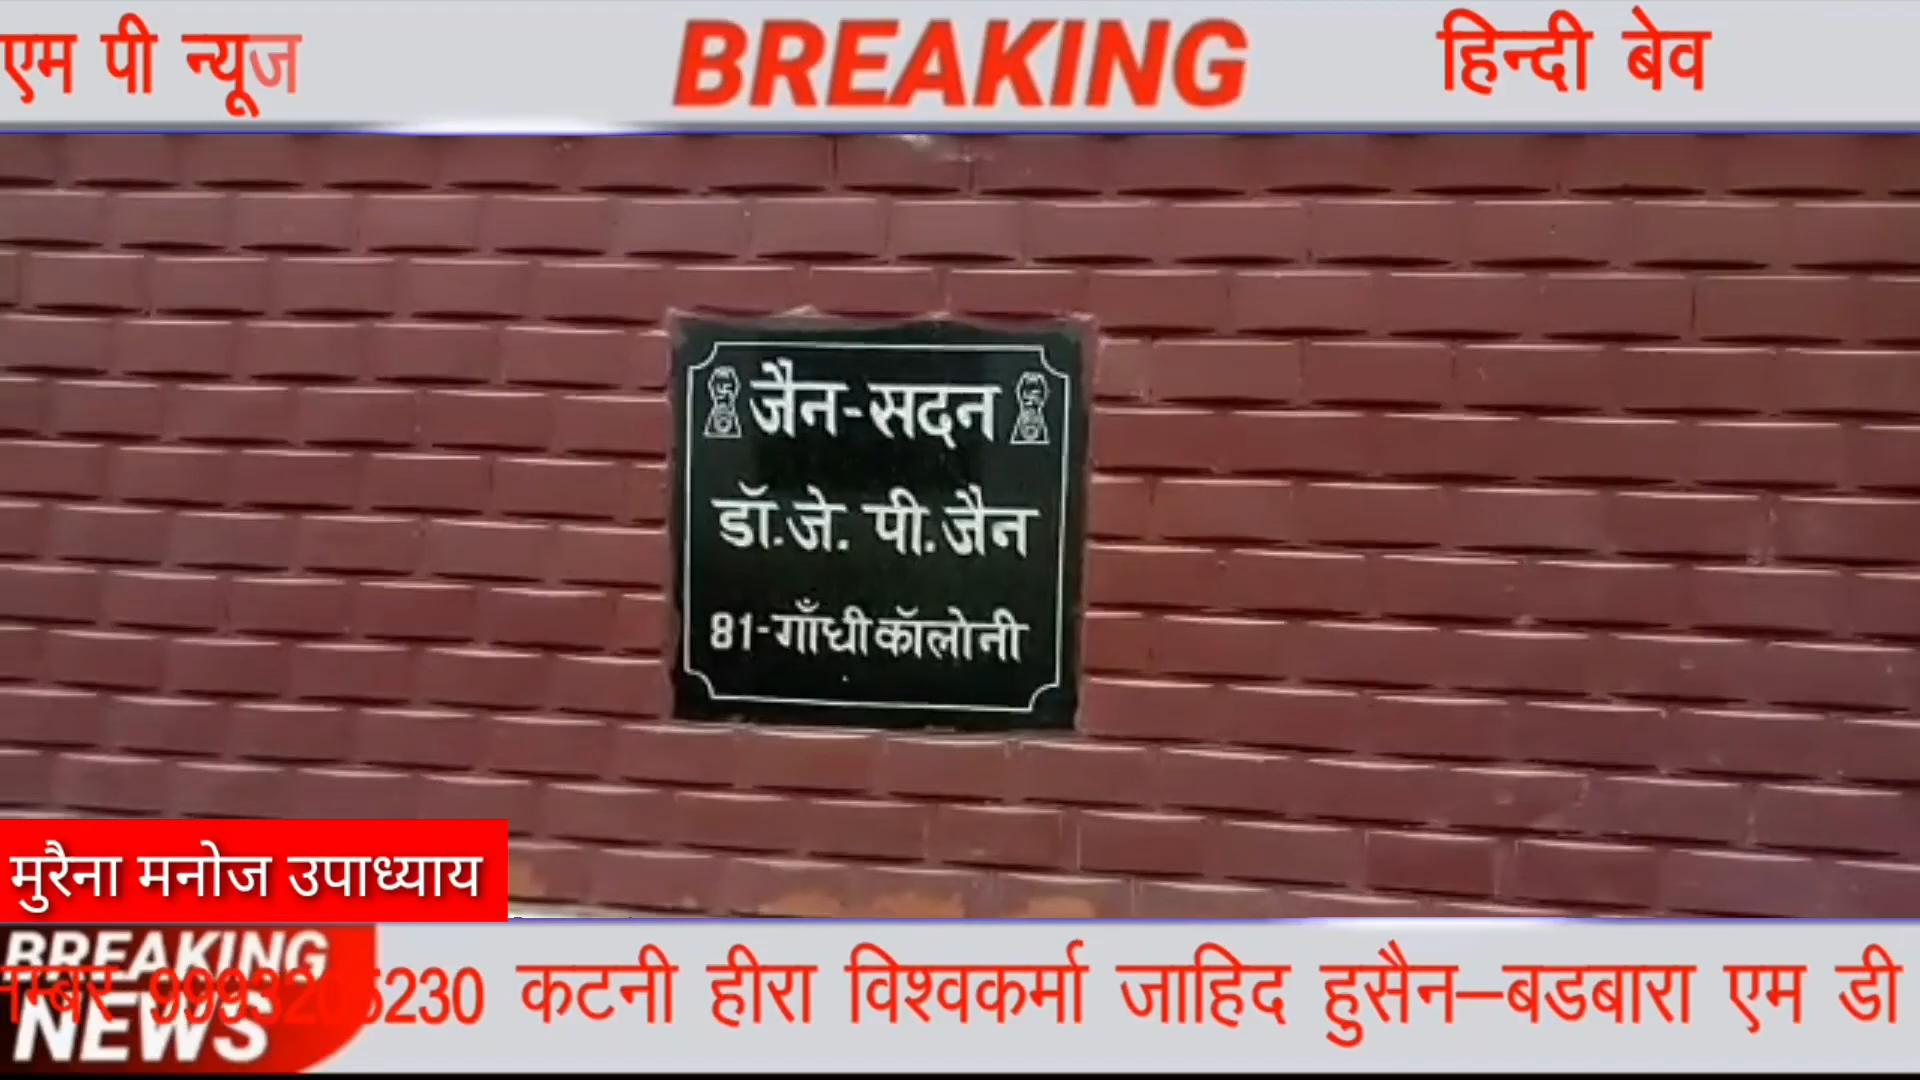 एम पी न्यूज
BREAKING
हिन्दी बेव
जैन-सदन
डॉ.जे. पी.जैन
81-गाँधी कॉलोनी
मुरैना मनोज उपाध्याय
BREAKING
NEWS
कटनी हीरा विश्वकर्मा जाहिद हुसैन–बडबारा एम डी